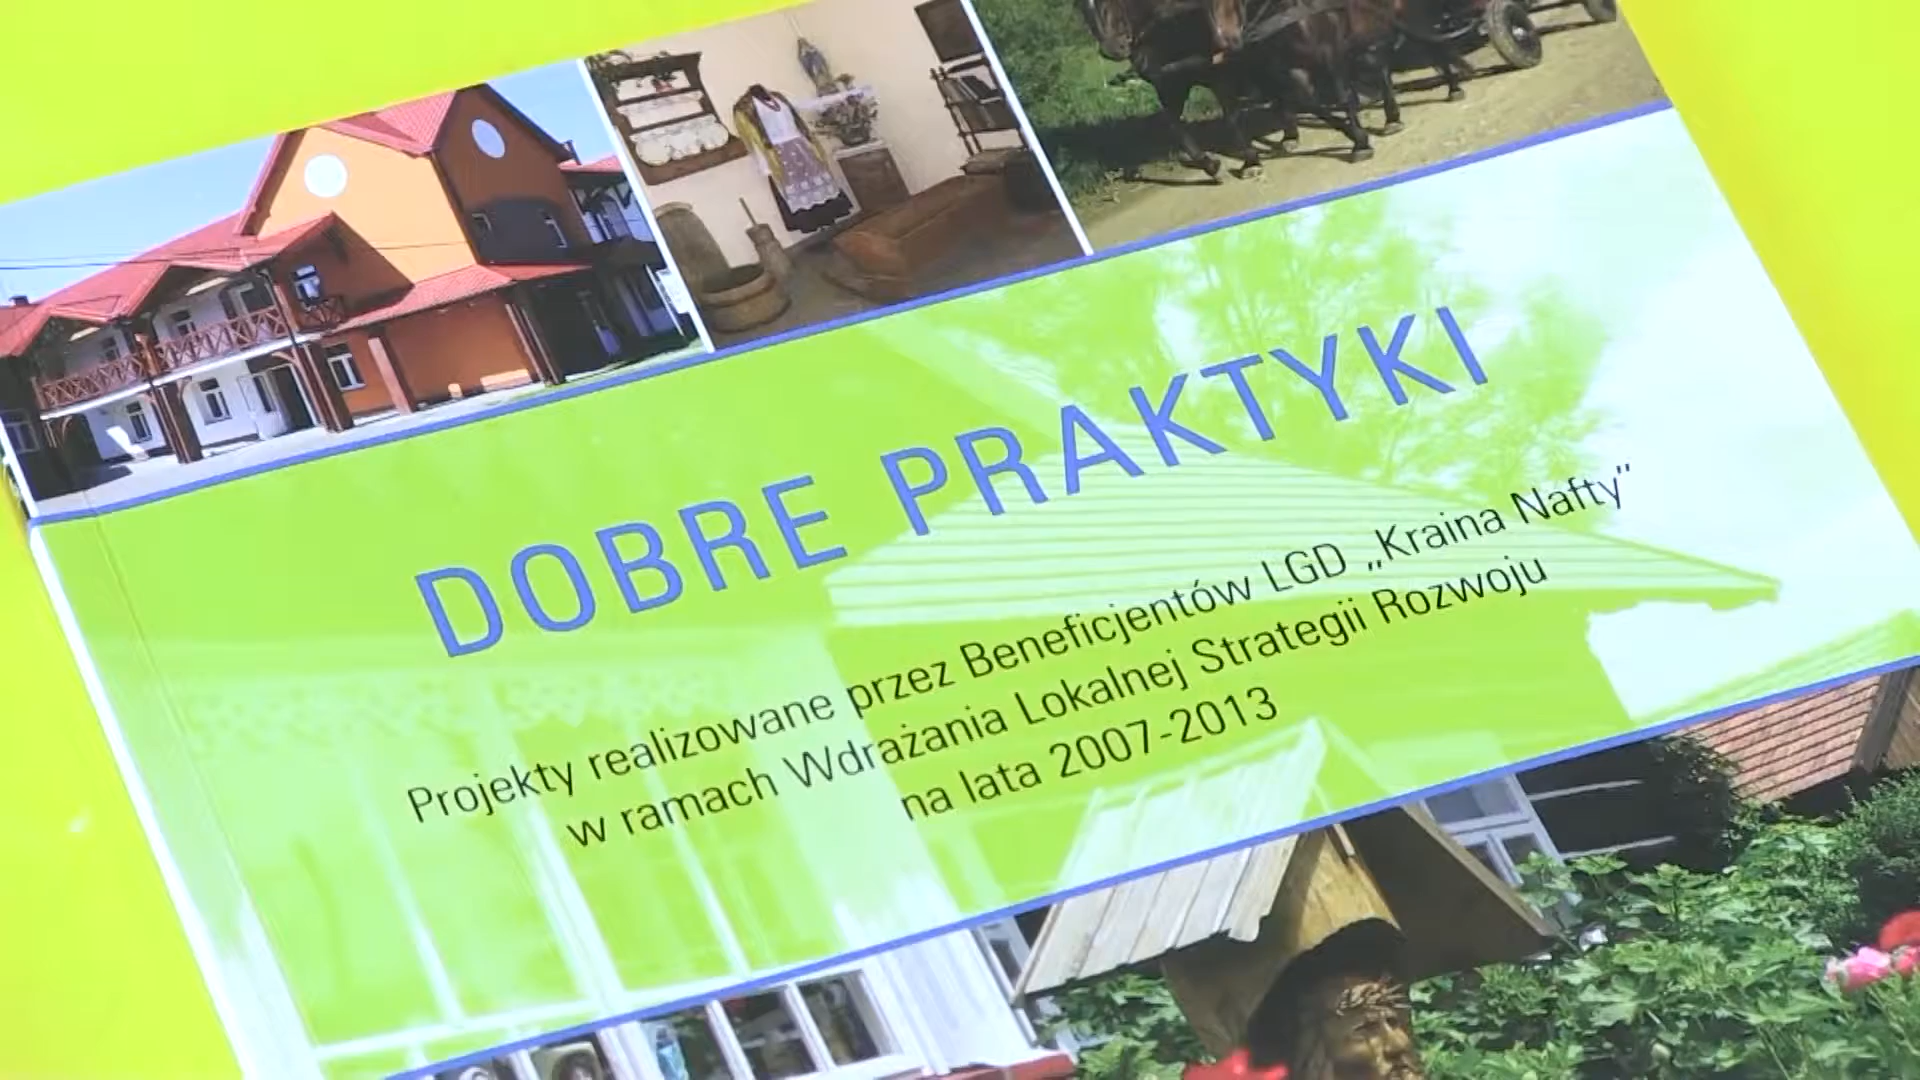 DOBRE PRAKTYKI
Projekty realizowane przez Beneficjentów LGD „Kraina Nafty”
w ramach Wdrażania Lokalnej Strategii Rozwoju
na lata 2007-2013